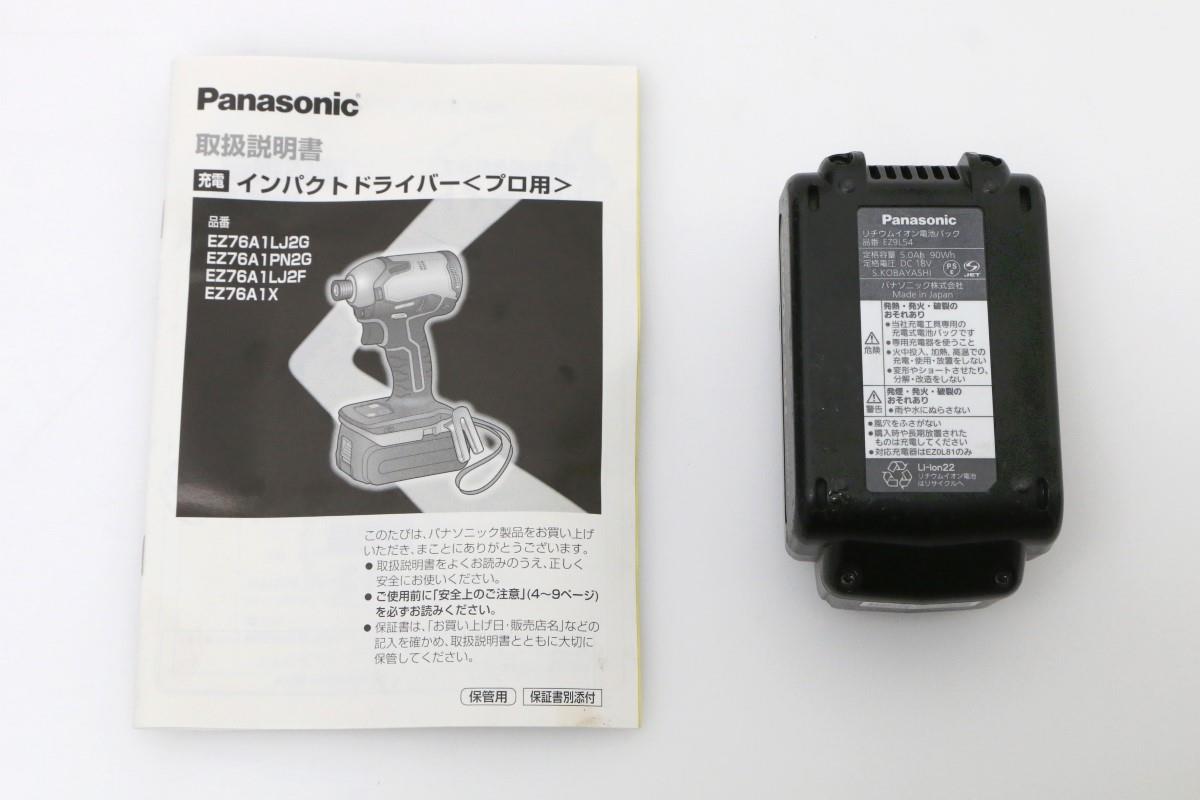 Panasonic
取扱説明書
充電 インパクトドライバー<プロ用>
品番
EZ76A1LJ2G
EZ76A1PN2G
EZ76A1LJ2F
EZ76A1X
このたびは、パナソニック製品をお買い上げ
いただき、まことにありがとうございます。
● 取扱説明書をよくお読みのうえ、正しく
安全にお使いください。
● ご使用前に「安全上のご注意」(4~9ページ)
を必ずお読みください。
● 保証書は、「お買い上げ日・販売店名」などの
記入を確かめ、取扱説明書とともに大切に
保管してください。
保管用 保証書別添付
Panasonic
リチウムイオン電池パック
品番 EZ9L54
定格容量 5.0Ah 90Wh
定格電圧 DC 18V
S.KOBAYASHI PSE JET
パナソニック株式会社
Made in Japan
危険
発熱・発火・破裂の
おそれあり
●当社充電工具専用の
充電式電池パックです
●専用充電器を使うこと
●火中投入、加熱、高温での
充電・使用・放置をしない
●変形やショートさせたり、
分解・改造をしない
警告
発煙・発火・破裂の
おそれあり
●雨や水にぬらさない
●風穴をふさがない
●購入時や長期放置された
ものは充電してください
●対応充電器はEZ0L81のみ
Li-ion22
リチウムイオン電池
はリサイクルへ